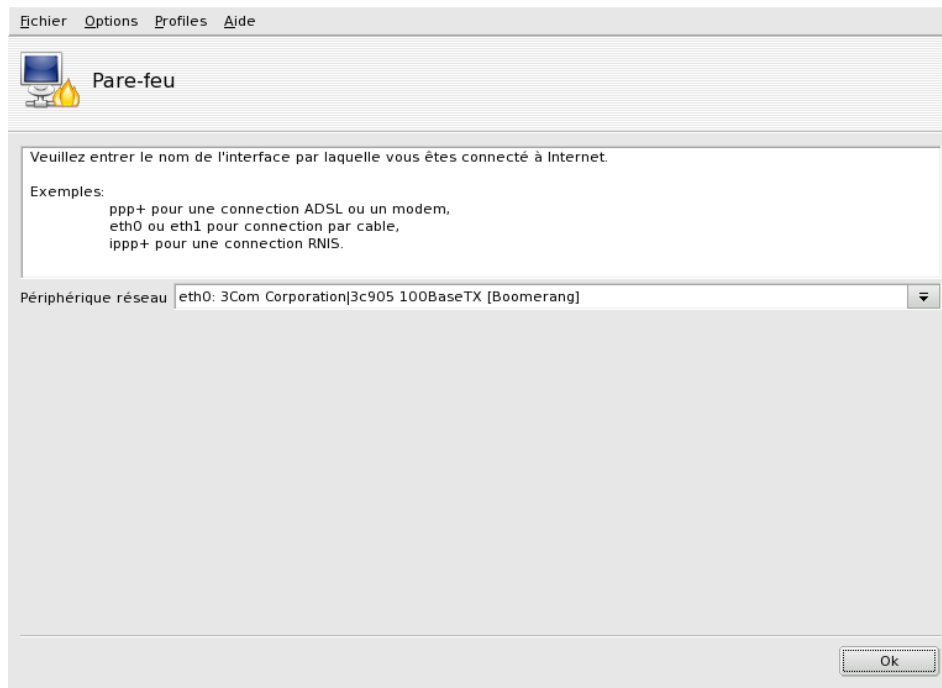 Fichier Options Profiles Aide
Pare-feu
Veuillez entrer le nom de l'interface par laquelle vous êtes connecté à Internet.
Exemples:
ppp+ pour une connection ADSL ou un modem,
eth0 ou eth1 pour connection par cable,
ippp+ pour une connection RNIS.
Périphérique réseau eth0: 3Com Corporation|3c905 100BaseTX [Boomerang]
Ok